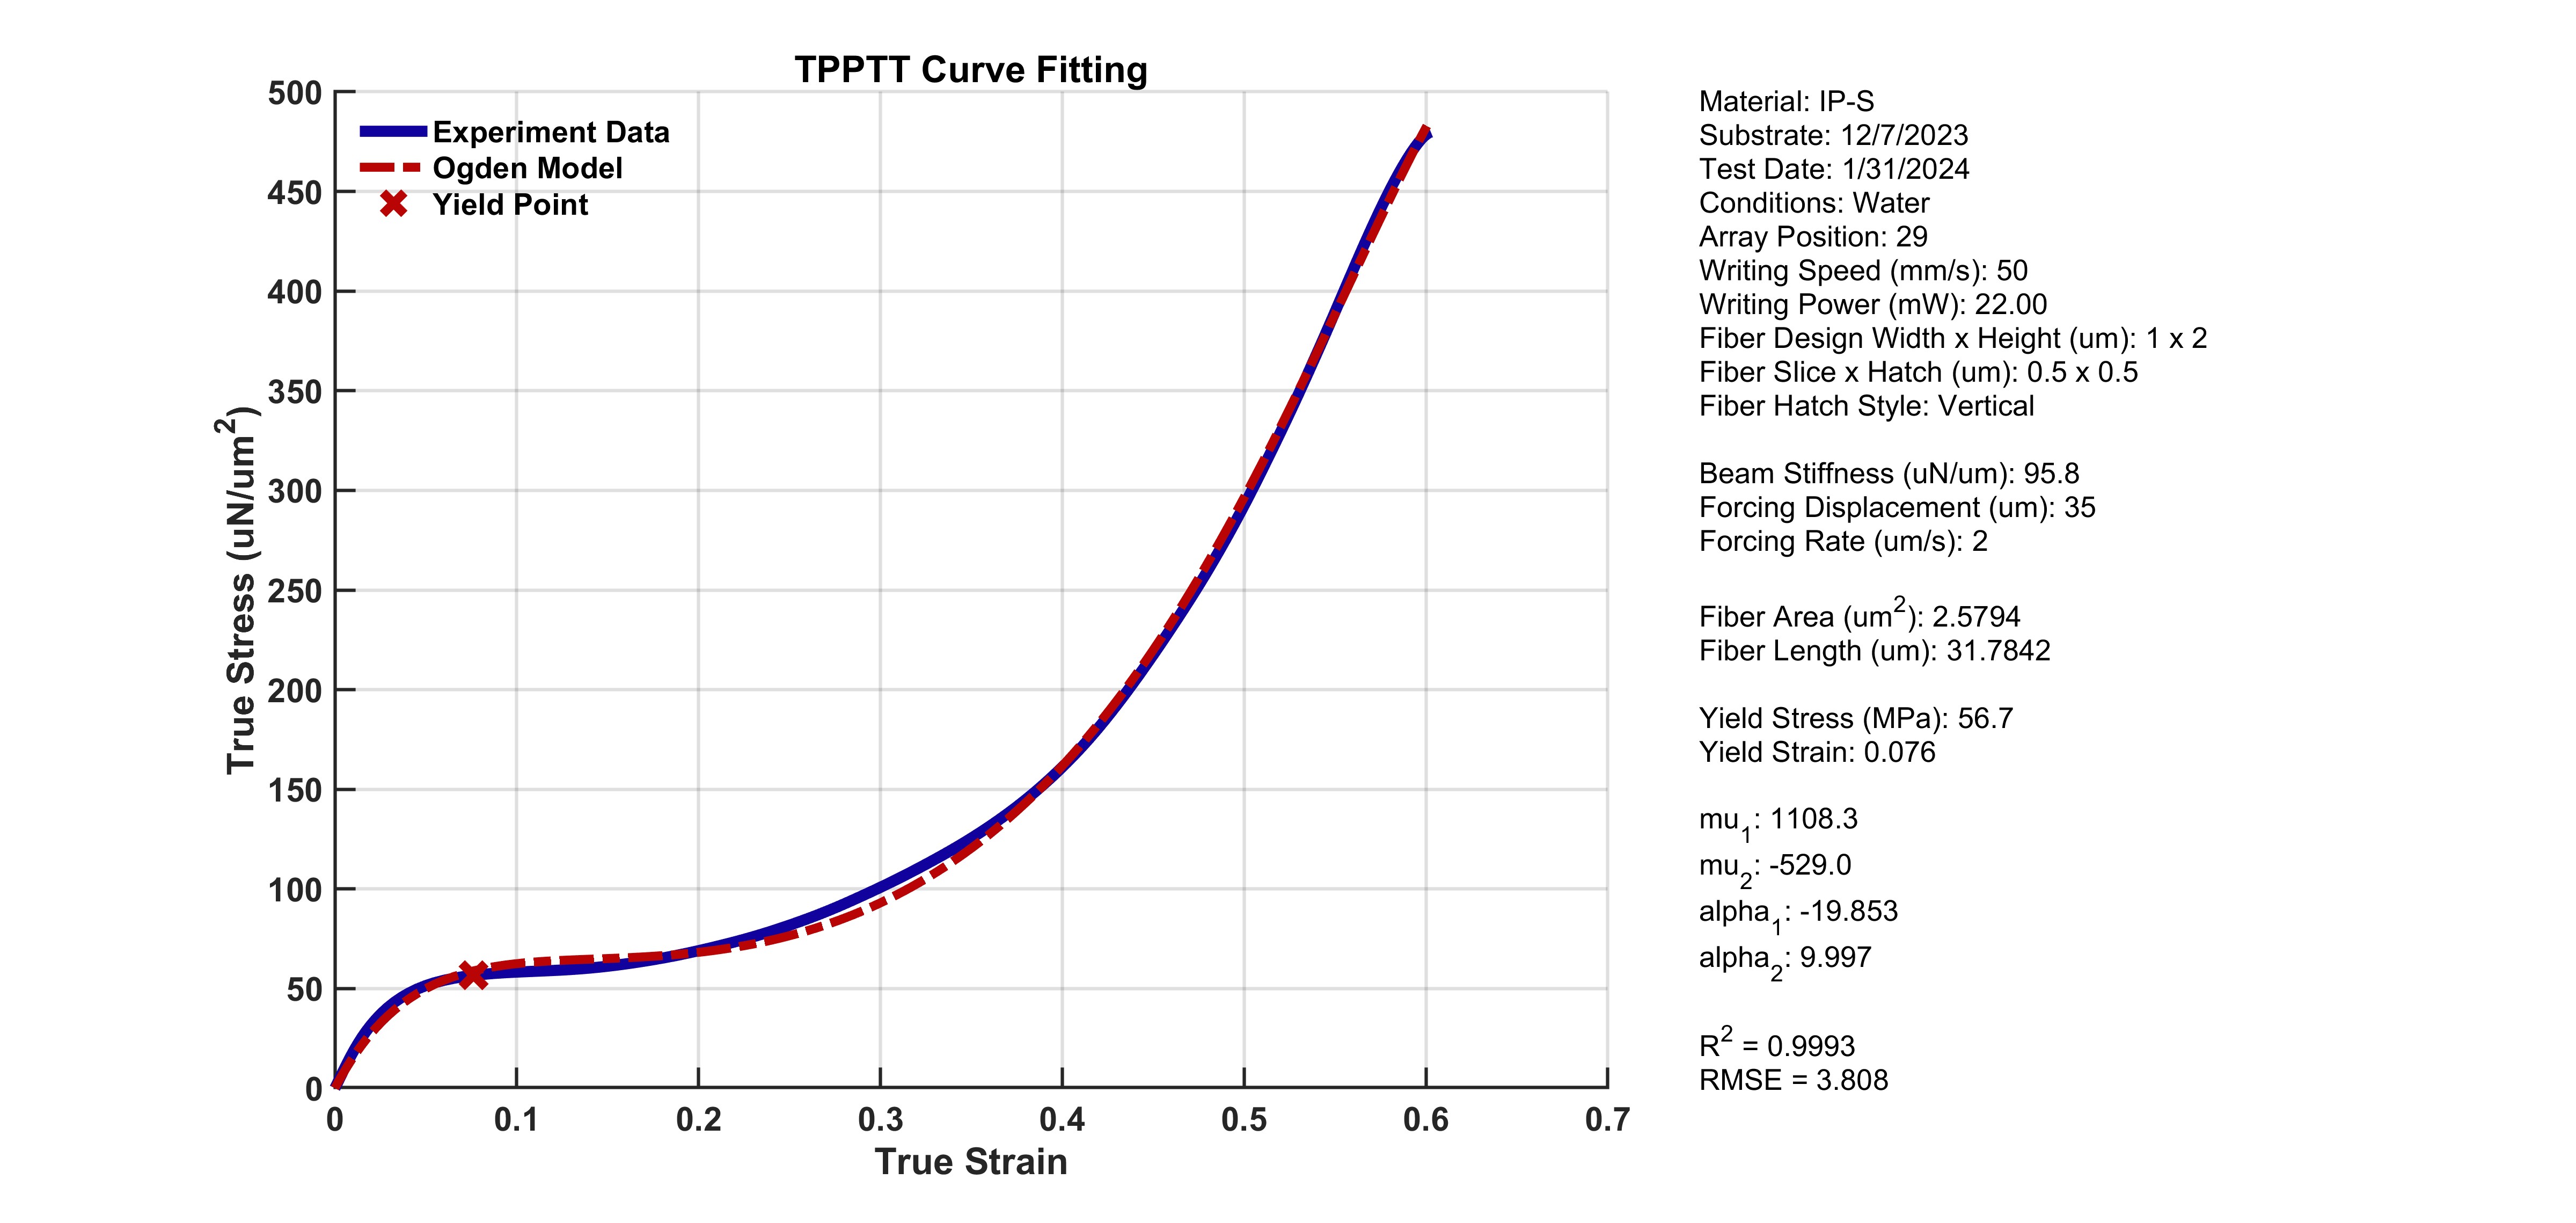 TPPTT Curve Fitting
Experiment Data
Ogden Model
Yield Point
True Stress (uN/um²)
500
450
400
350
300
250
200
150
100
50
0
0 0.1 0.2 0.3 0.4 0.5 0.6 0.7
True Strain
Material: IP-S
Substrate: 12/7/2023
Test Date: 1/31/2024
Conditions: Water
Array Position: 29
Writing Speed (mm/s): 50
Writing Power (mW): 22.00
Fiber Design Width x Height (um): 1 x 2
Fiber Slice x Hatch (um): 0.5 x 0.5
Fiber Hatch Style: Vertical
Beam Stiffness (uN/um): 95.8
Forcing Displacement (um): 35
Forcing Rate (um/s): 2
Fiber Area (um²): 2.5794
Fiber Length (um): 31.7842
Yield Stress (MPa): 56.7
Yield Strain: 0.076
mu₁: 1108.3
mu₂: -529.0
alpha₁: -19.853
alpha₂: 9.997
R² = 0.9993
RMSE = 3.808